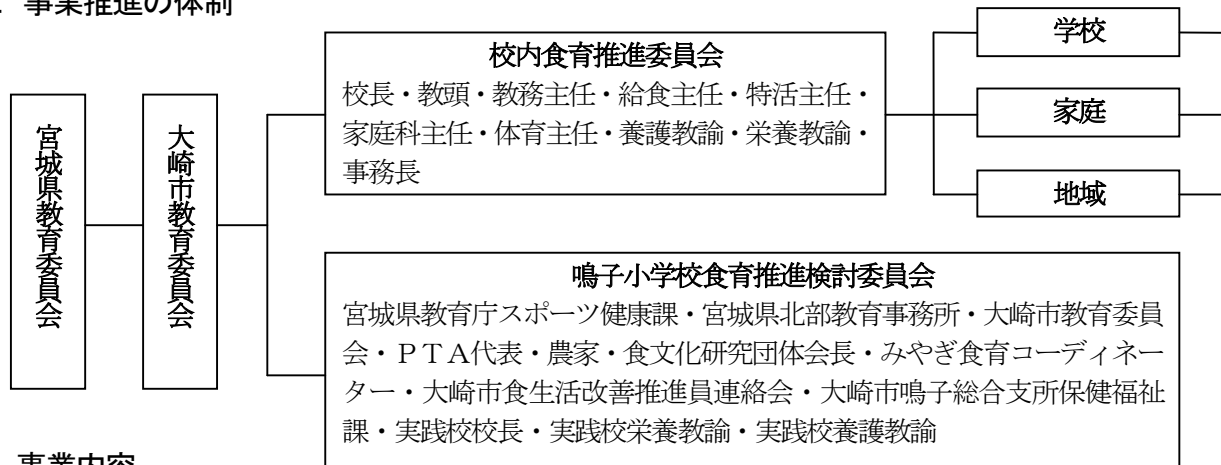 事業推進の体制
宮城県教育委員会
大崎市教育委員会
校内食育推進委員会
校長・教頭・教務主任・給食主任・特活主任・
家庭科主任・体育主任・養護教諭・栄養教諭・
事務長
学校
家庭
地域
鳴子小学校食育推進検討委員会
宮城県教育庁スポーツ健康課・宮城県北部教育事務所・大崎市教育委員
会・ＰＴＡ代表・農家・食文化研究団体会長・みやぎ食育コーディネー
ター・大崎市食生活改善推進員連絡会・大崎市鳴子総合支所保健福祉
課・実践校校長・実践校栄養教諭・実践校養護教諭
事業内容